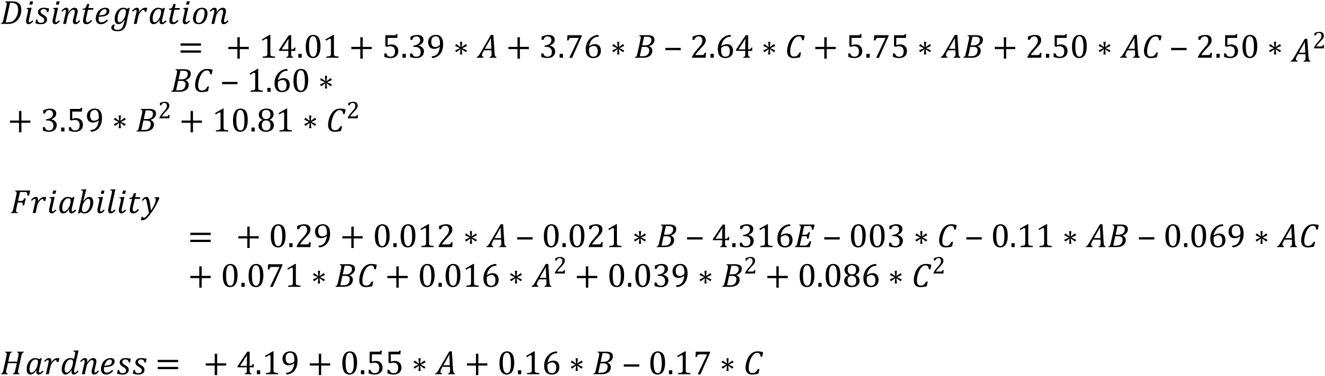 Disintegration
= + 14.01 + 5.39 ∗ A + 3.76 ∗ B − 2.64 ∗ C + 5.75 ∗ AB + 2.50 ∗ AC − 2.50 ∗ A²
BC − 1.60 ∗
+ 3.59 ∗ B² + 10.81 ∗ C²
Friability
= + 0.29 + 0.012 ∗ A − 0.021 ∗ B − 4.316E − 003 ∗ C − 0.11 ∗ AB − 0.069 ∗ AC
+ 0.071 ∗ BC + 0.016 ∗ A² + 0.039 ∗ B² + 0.086 ∗ C²
Hardness = + 4.19 + 0.55 ∗ A + 0.16 ∗ B − 0.17 ∗ C